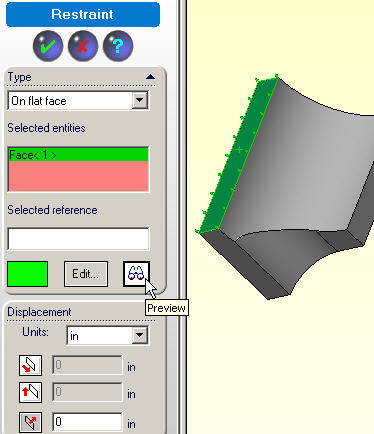 Restraint
Type
On flat face
Selected entities
Face< 1 >
Selected reference
Edit...
Preview
Displacement
Units:
in
0
in
0
in
0
in